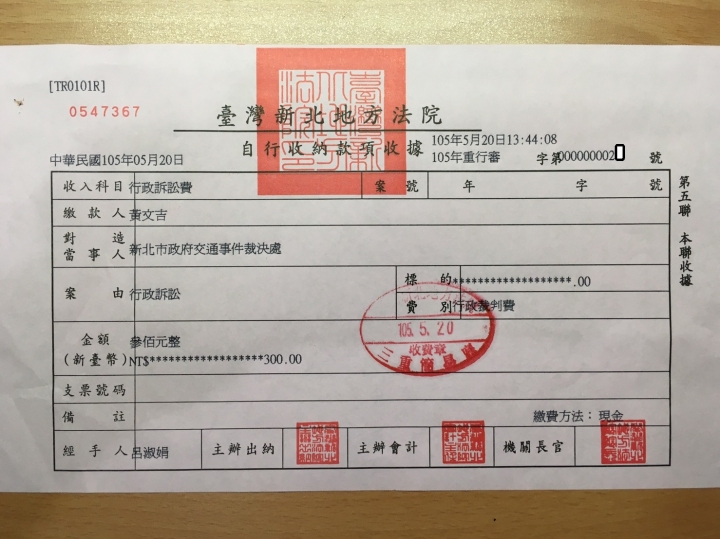 [TR0101R]
0547367
臺灣新北地方法院
自行收納款項收據
105年5月20日13:44:08
中華民國105年05月20日
105年重行審 字第000000002 號
收入科目 行政訴訟費 案號 年 字 號
繳款人 黃文吉
對造當事人 新北市政府交通事件裁決處
案由 行政訴訟
標的 *******************.00
費別 行政裁判費
金額(新臺幣) 參佰元整
NT$******************300.00
支票號碼
備註 繳費方法：現金
經手人 呂淑娟 主辦出納 主辦會計 機關長官
第五聯 本聯收據
105.5.20
收費章
三重簡易庭